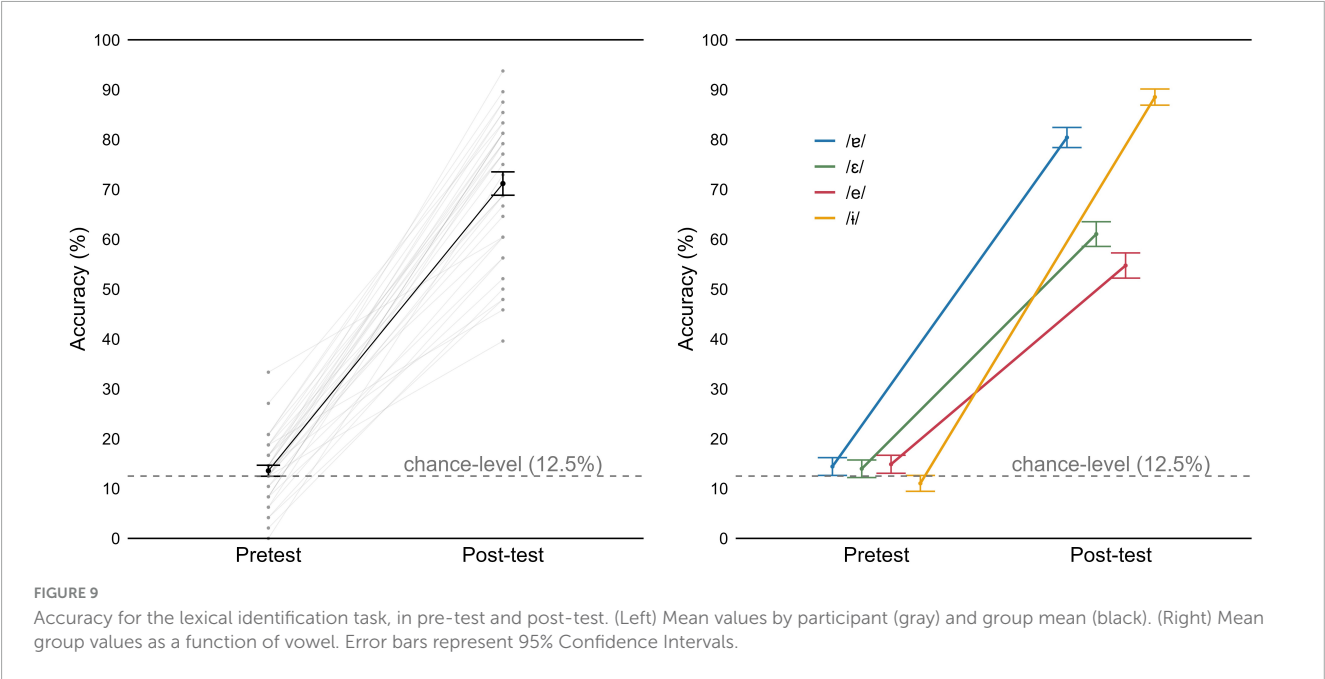 100
90
80
70
60
50
40
30
20
10
0
Accuracy (%)
chance-level (12.5%)
Pretest
Post-test
100
90
80
70
60
50
40
30
20
10
0
Accuracy (%)
/ɐ/
/ɛ/
/e/
/ɨ/
chance-level (12.5%)
Pretest
Post-test
FIGURE 9
Accuracy for the lexical identification task, in pre-test and post-test. (Left) Mean values by participant (gray) and group mean (black). (Right) Mean
group values as a function of vowel. Error bars represent 95% Confidence Intervals.